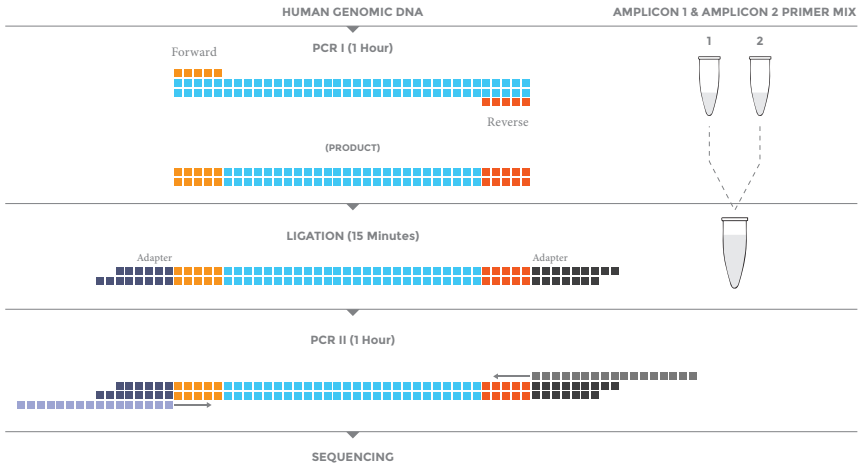 HUMAN GENOMIC DNA
AMPLICON 1 & AMPLICON 2 PRIMER MIX
PCR I (1 Hour)
1 2
Forward
Reverse
(PRODUCT)
LIGATION (15 Minutes)
Adapter Adapter
PCR II (1 Hour)
SEQUENCING